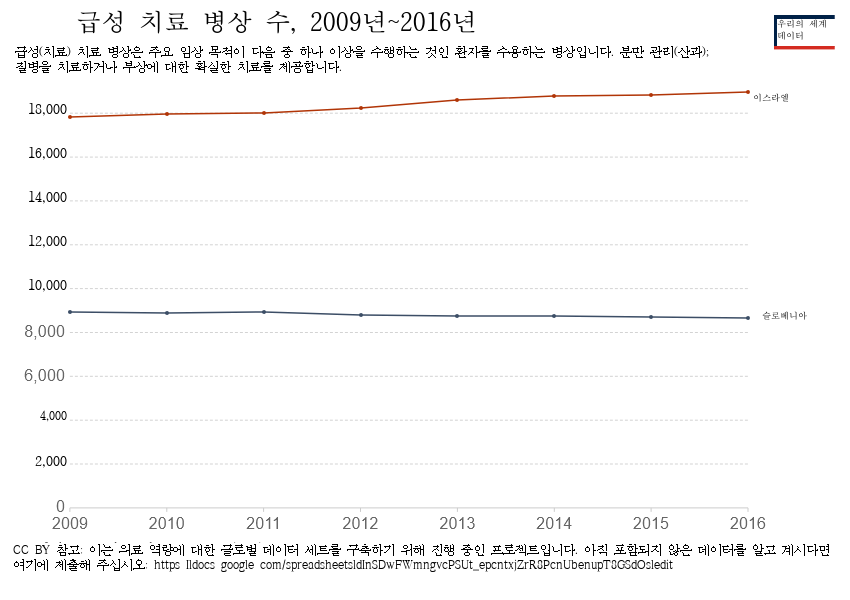 급성 치료 병상 수, 2009년~2016년
우리의 세계
데이터
급성(치료) 치료 병상은 주요 임상 목적이 다음 중 하나 이상을 수행하는 것인 환자를 수용하는 병상입니다. 분만 관리(산과);
질병을 치료하거나 부상에 대한 확실한 치료를 제공합니다.
18,000
이스라엘
16,000
14,000
12,000
10,000
슬로베니아
8,000
6,000
4,000
2,000
0
2009 2010 2011 2012 2013 2014 2015 2016
CC BY 참고: 이는 의료 역량에 대한 글로벌 데이터 세트를 구축하기 위해 진행 중인 프로젝트입니다. 아직 포함되지 않은 데이터를 알고 계시다면
여기에 제출해 주십시오: https lldocs google com/spreadsheetsldlnSDwFWmngvcPSUt_epcntxjZrR8PcnUbenupT8GSdOsledit